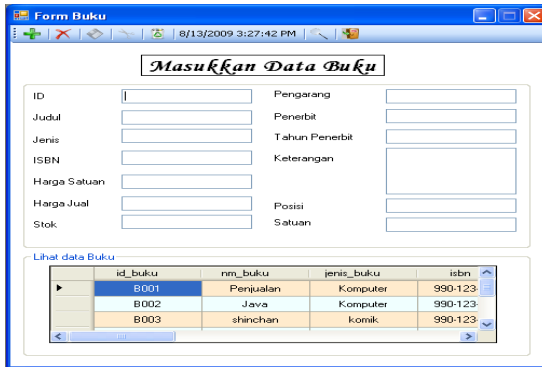 Form Buku
8/13/2009 3:27:42 PM
Masukkan Data Buku
ID
Judul
Jenis
ISBN
Harga Satuan
Harga Jual
Stok
Pengarang
Penerbit
Tahun Penerbit
Keterangan
Posisi
Satuan
Lihat data Buku
id_buku nm_buku jenis_buku isbn
B001 Penjualan Komputer 990-123-
B002 Java Komputer 990-123-
B003 shinchan komik 990-123-